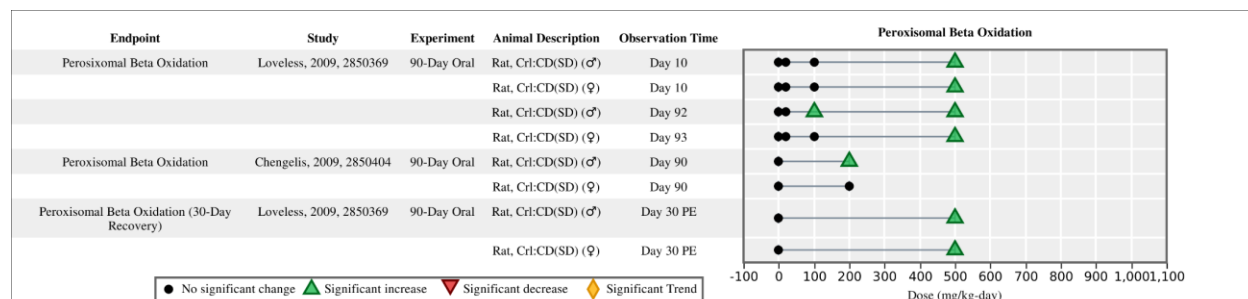 Peroxisomal Beta Oxidation
Endpoint Study Experiment Animal Description Observation Time
Perosixomal Beta Oxidation Loveless, 2009, 2850369 90-Day Oral Rat, Crl:CD(SD) (♂) Day 10
Rat, Crl:CD(SD) (♀) Day 10
Rat, Crl:CD(SD) (♂) Day 92
Rat, Crl:CD(SD) (♀) Day 93
Peroxisomal Beta Oxidation Chengelis, 2009, 2850404 90-Day Oral Rat, Crl:CD(SD) (♂) Day 90
Rat, Crl:CD(SD) (♀) Day 90
Peroxisomal Beta Oxidation (30-Day Loveless, 2009, 2850369 90-Day Oral Rat, Crl:CD(SD) (♂) Day 30 PE
Recovery)
Rat, Crl:CD(SD) (♀) Day 30 PE
-100 0 100 200 300 400 500 600 700 800 900 1,000 1,100
No significant change Significant increase Significant decrease Significant Trend
Dose (mg/kg-day)